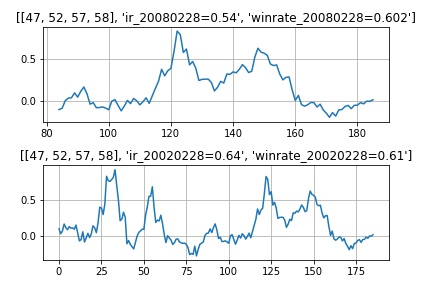 [[47, 52, 57, 58], 'ir_20080228=0.54', 'winrate_20080228=0.602']
0.5
0.0
80 100 120 140 160 180
[[47, 52, 57, 58], 'ir_20020228=0.64', 'winrate_20020228=0.61']
0.5
0.0
0 25 50 75 100 125 150 175